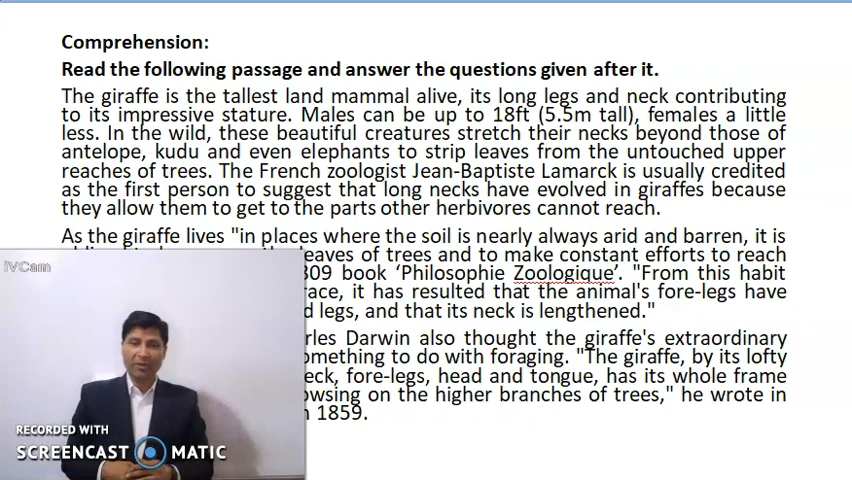 Comprehension:
Read the following passage and answer the questions given after it.
The giraffe is the tallest land mammal alive, its long legs and neck contributing
to its impressive stature. Males can be up to 18ft (5.5m tall), females a little
less. In the wild, these beautiful creatures stretch their necks beyond those of
antelope, kudu and even elephants to strip leaves from the untouched upper
reaches of trees. The French zoologist Jean-Baptiste Lamarck is usually credited
as the first person to suggest that long necks have evolved in giraffes because
they allow them to get to the parts other herbivores cannot reach.
As the giraffe lives "in places where the soil is nearly always arid and barren, it is
leaves of trees and to make constant efforts to reach
309 book ‘Philosophie Zoologique’. "From this habit
race, it has resulted that the animal's fore-legs have
d legs, and that its neck is lengthened."
rles Darwin also thought the giraffe's extraordinary
omething to do with foraging. "The giraffe, by its lofty
eck, fore-legs, head and tongue, has its whole frame
owsing on the higher branches of trees," he wrote in
1859.
iVCam
RECORDED WITH
SCREENCAST MATIC